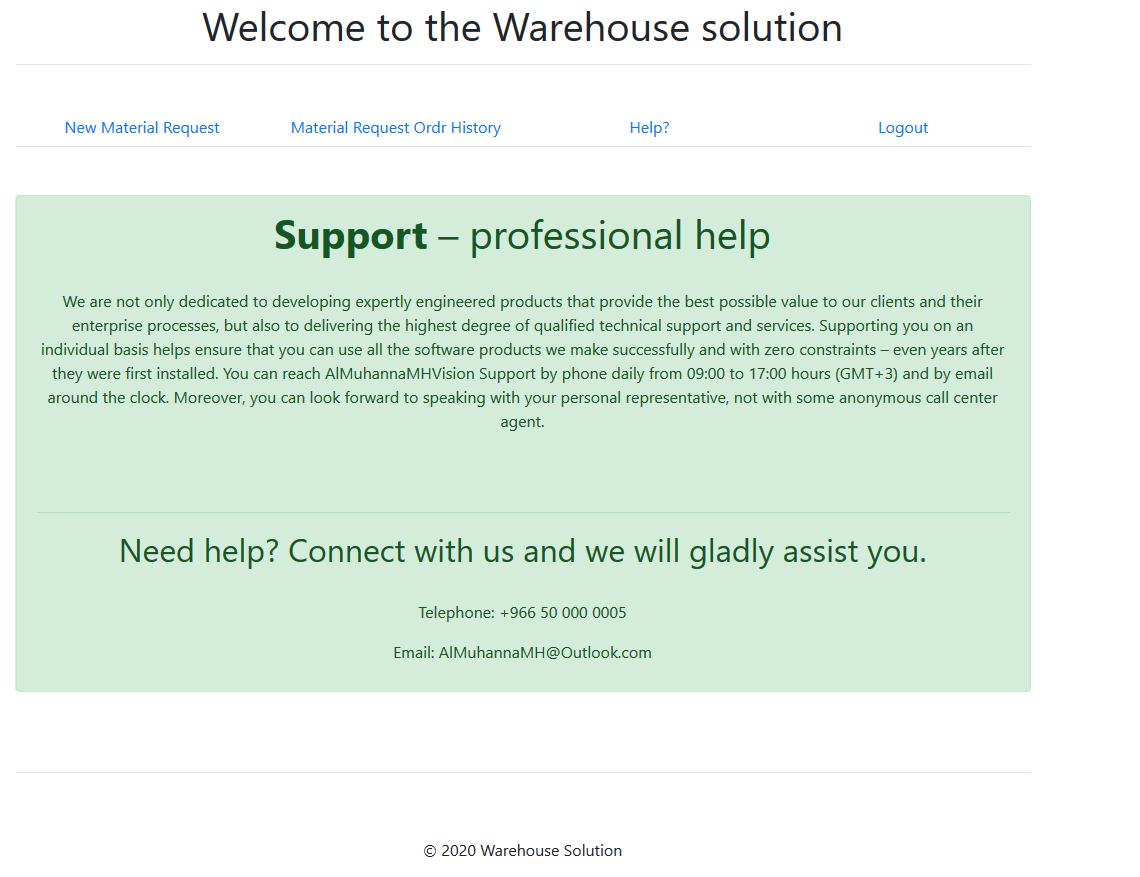 Welcome to the Warehouse solution
New Material Request Material Request Ordr History Help? Logout
Support – professional help
We are not only dedicated to developing expertly engineered products that provide the best possible value to our clients and their
enterprise processes, but also to delivering the highest degree of qualified technical support and services. Supporting you on an
individual basis helps ensure that you can use all the software products we make successfully and with zero constraints – even years after
they were first installed. You can reach AlMuhannaMHVision Support by phone daily from 09:00 to 17:00 hours (GMT+3) and by email
around the clock. Moreover, you can look forward to speaking with your personal representative, not with some anonymous call center
agent.
Need help? Connect with us and we will gladly assist you.
Telephone: +966 50 000 0005
Email: AlMuhannaMH@Outlook.com
© 2020 Warehouse Solution